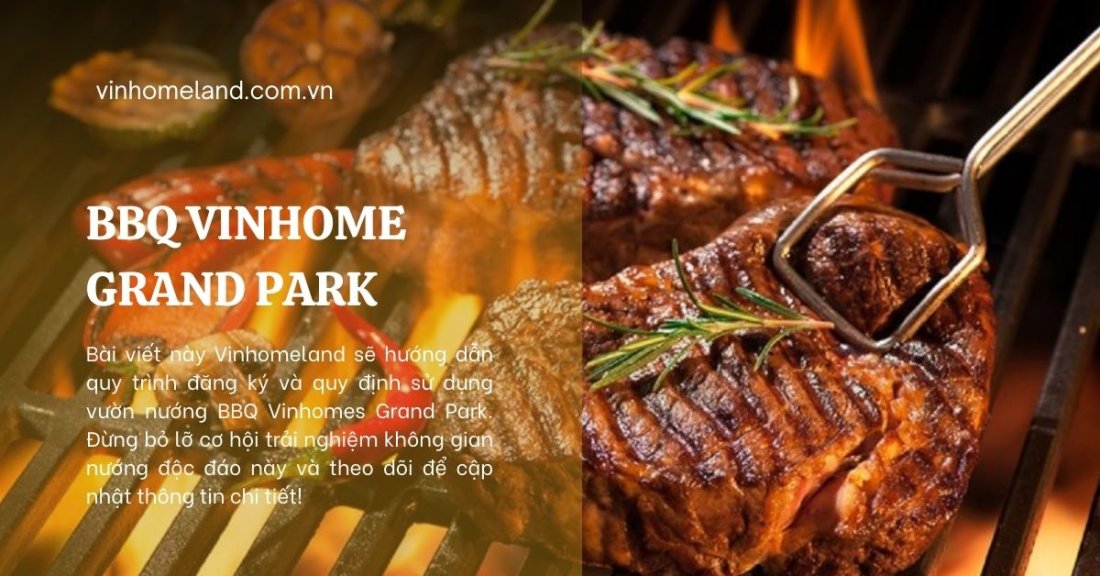 vinhomeland.com.vn
BBQ VINHOME
GRAND PARK
Bài viết này Vinhomeland sẽ hướng dẫn
quy trình đăng ký và quy định sử dụng
vườn nướng BBQ Vinhomes Grand Park.
Đừng bỏ lỡ cơ hội trải nghiệm không gian
nướng độc đáo này và theo dõi để cập
nhật thông tin chi tiết!